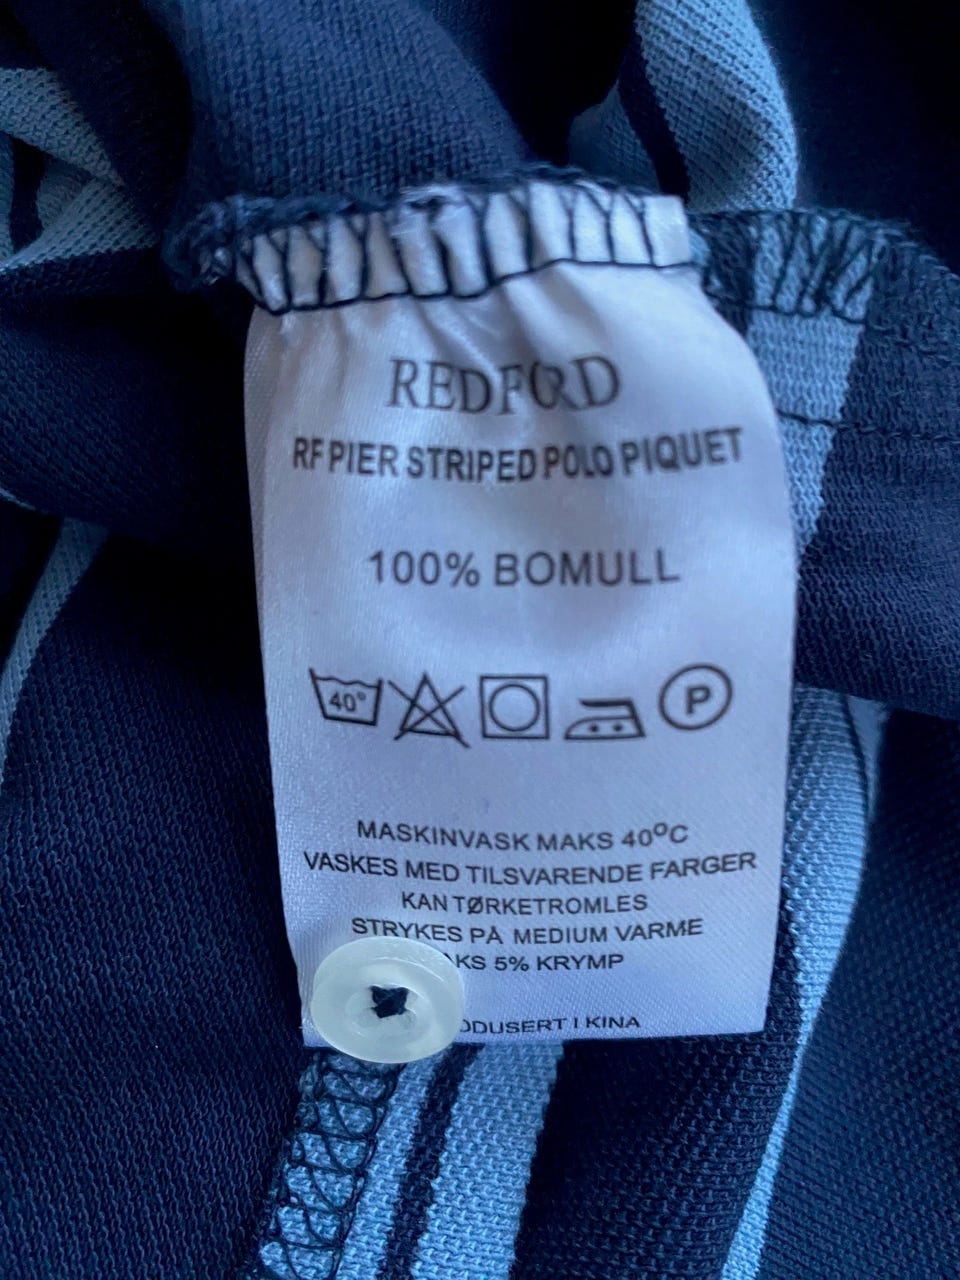 REDFORD
RF PIER STRIPED POLO PIQUET
100% BOMULL
40°
P
MASKINVASK MAKS 40°C
VASKES MED TILSVARENDE FARGER
KAN TØRKETROMLES
STRYKES PÅ MEDIUM VARME
5% KRYMP
I KINA